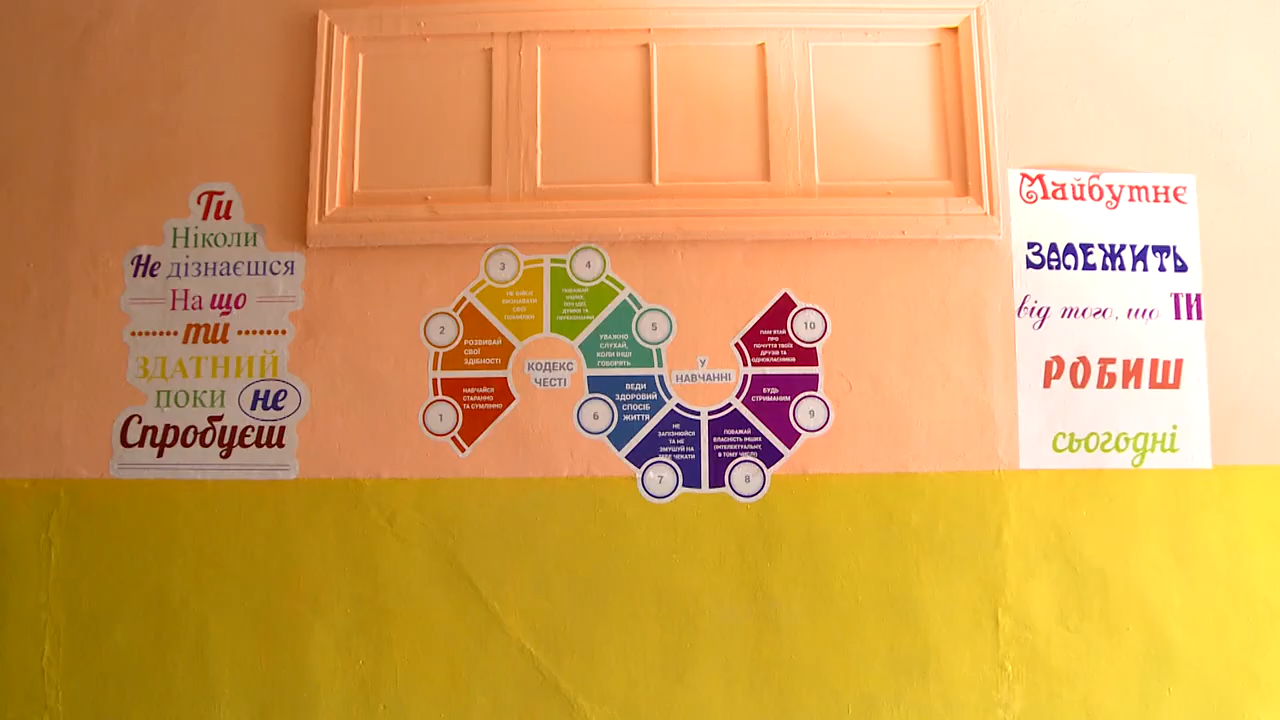 Ти
Ніколи
Не дізнаєшся
На що
ти
ЗДАТНИЙ
поки не
Спробуєш
КОДЕКС
ЧЕСТІ
1
НАВЧАЙСЯ
СТАРАННО
ТА СУМЛІННО
2
РОЗВИВАЙ
СВОЇ
ЗДІБНОСТІ
3
НЕ БІЙСЯ
ВИЗНАВАТИ
СВОЇ
ПОМИЛКИ
4
ПОВАЖАЙ
ІНШИХ,
ЇХНІ ІДЕЇ,
ДУМКИ ТА
ПЕРЕКОНАННЯ
5
УВАЖНО
СЛУХАЙ,
КОЛИ ІНШІ
ГОВОРЯТЬ
У
НАВЧАННІ
6
ВЕДИ
ЗДОРОВИЙ
СПОСІБ
ЖИТТЯ
7
НЕ
ЗАПІЗНЮЙСЯ
ТА НЕ
ЗМУШУЙ НА
ТЕБЕ ЧЕКАТИ
8
ПОВАЖАЙ
ВЛАСНІСТЬ ІНШИХ
(ІНТЕЛЕКТУАЛЬНУ,
В ТОМУ ЧИСЛІ)
9
БУДЬ
СТРИМАНИМ
10
ПАМ'ЯТАЙ
ПРО
ПОЧУТТЯ ТВОЇХ
ДРУЗІВ ТА
ОДНОКЛАСНИКІВ
Майбутнє
ЗАЛЕЖИТЬ
від того, що ТИ
РОБИШ
сьогодні